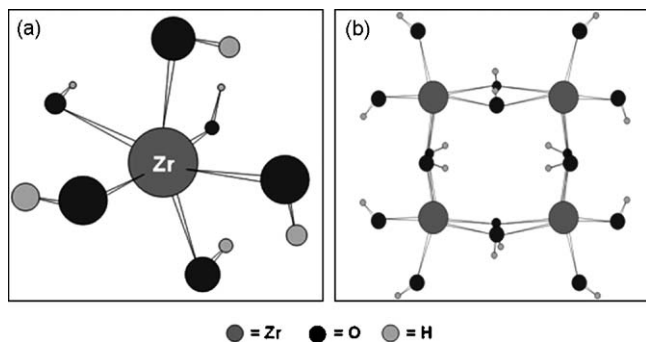 (a)
(b)
Zr
= Zr = O = H